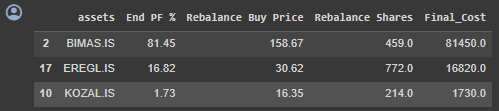 assets End PF % Rebalance Buy Price Rebalance Shares Final_Cost
2 BIMAS.IS 81.45 158.67 459.0 81450.0
17 EREGL.IS 16.82 30.62 772.0 16820.0
10 KOZAL.IS 1.73 16.35 214.0 1730.0